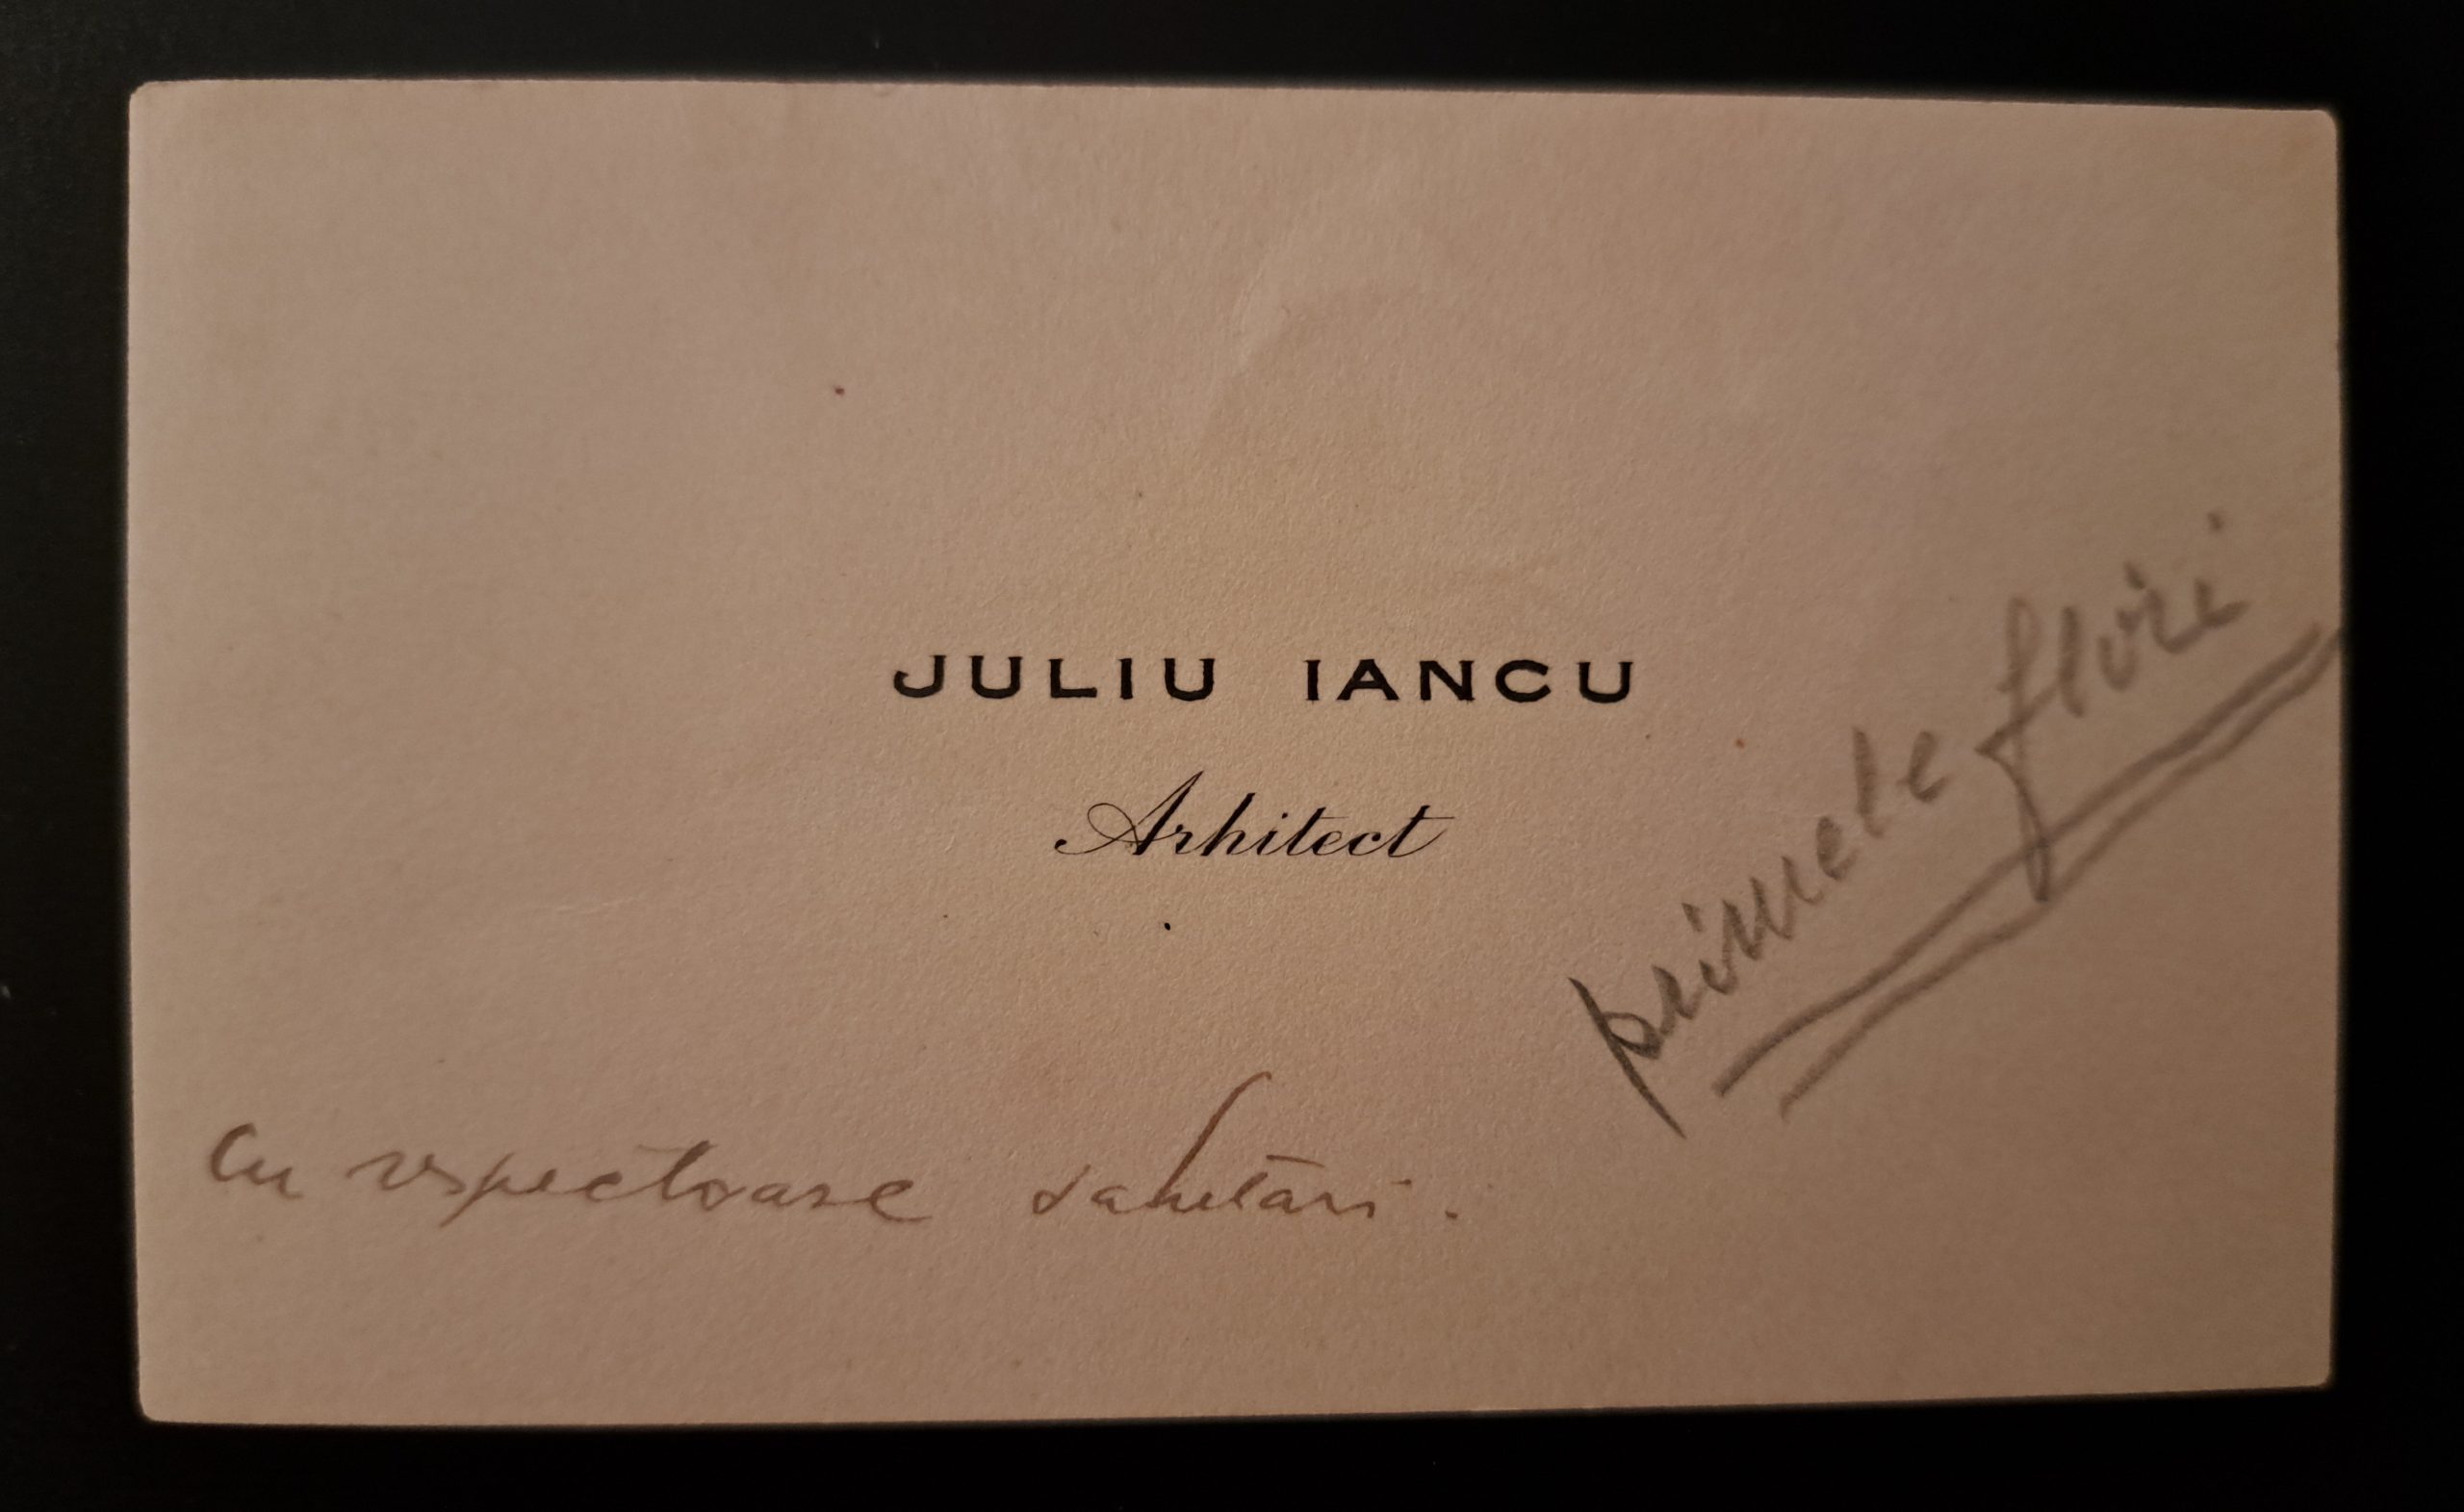 JULIU IANCU
Arhitect
primele flori
Cu respectoase salutări.